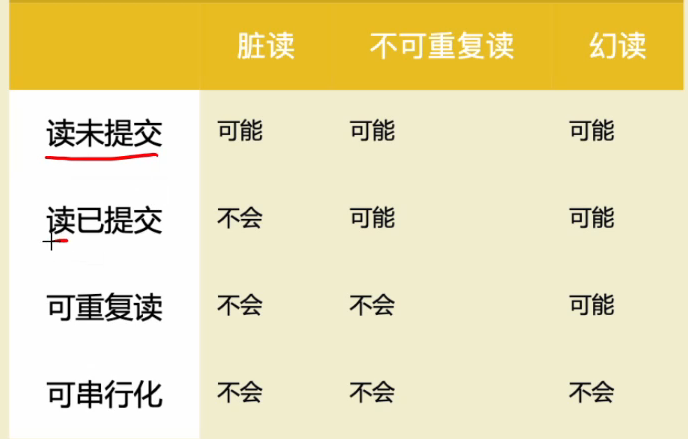 脏读 不可重复读 幻读
读未提交 可能 可能 可能
读已提交 不会 可能 可能
可重复读 不会 不会 可能
可串行化 不会 不会 不会